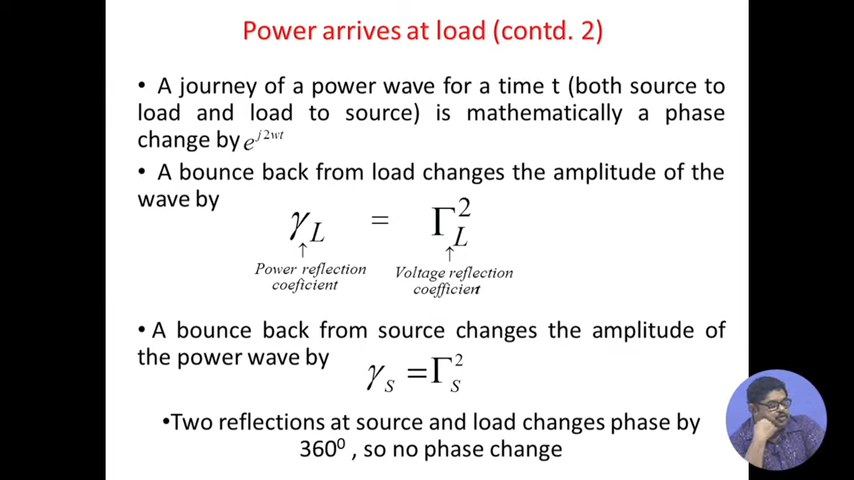 Power arrives at load (contd. 2)
• A journey of a power wave for a time t (both source to
load and load to source) is mathematically a phase
change by e^{j2wt}
• A bounce back from load changes the amplitude of the
wave by
γ_L = Γ_L^2
↑ ↑
Power reflection Voltage reflection
coeficient coefficient
• A bounce back from source changes the amplitude of
the power wave by
γ_S = Γ_S^2
•Two reflections at source and load changes phase by
360⁰ , so no phase change